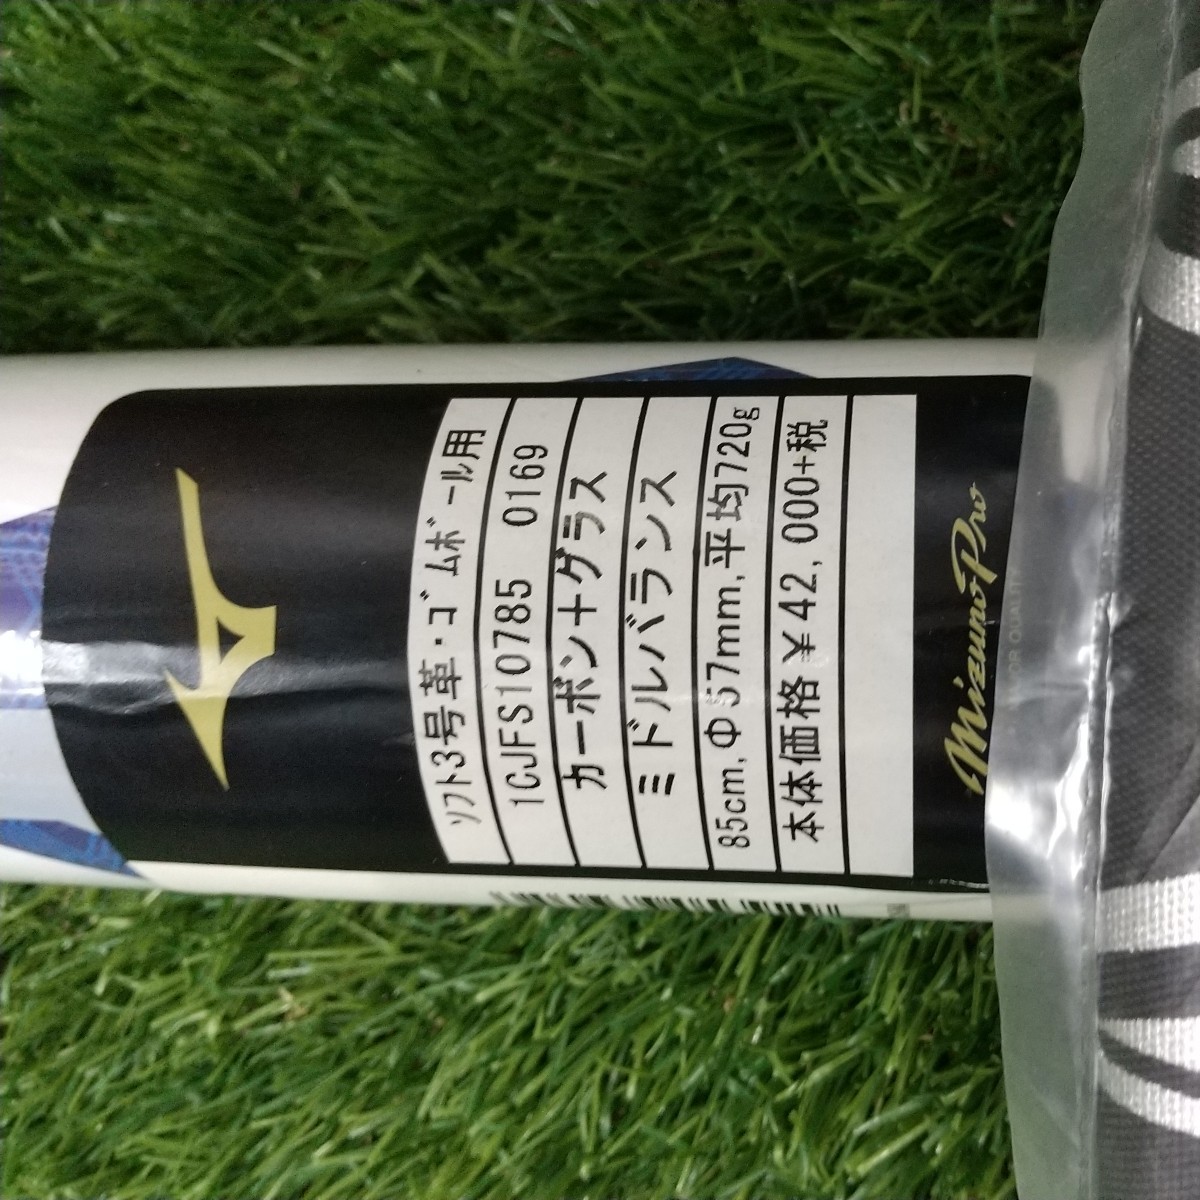 ｿﾌﾄ3号革・ｺﾞﾑﾎﾞｰﾙ用
1CJFS10785 0169
カーボン+グラス
ミドルバランス
85cm,Φ57mm,平均720g
本体価格¥42,000+税
Mizuno Pro